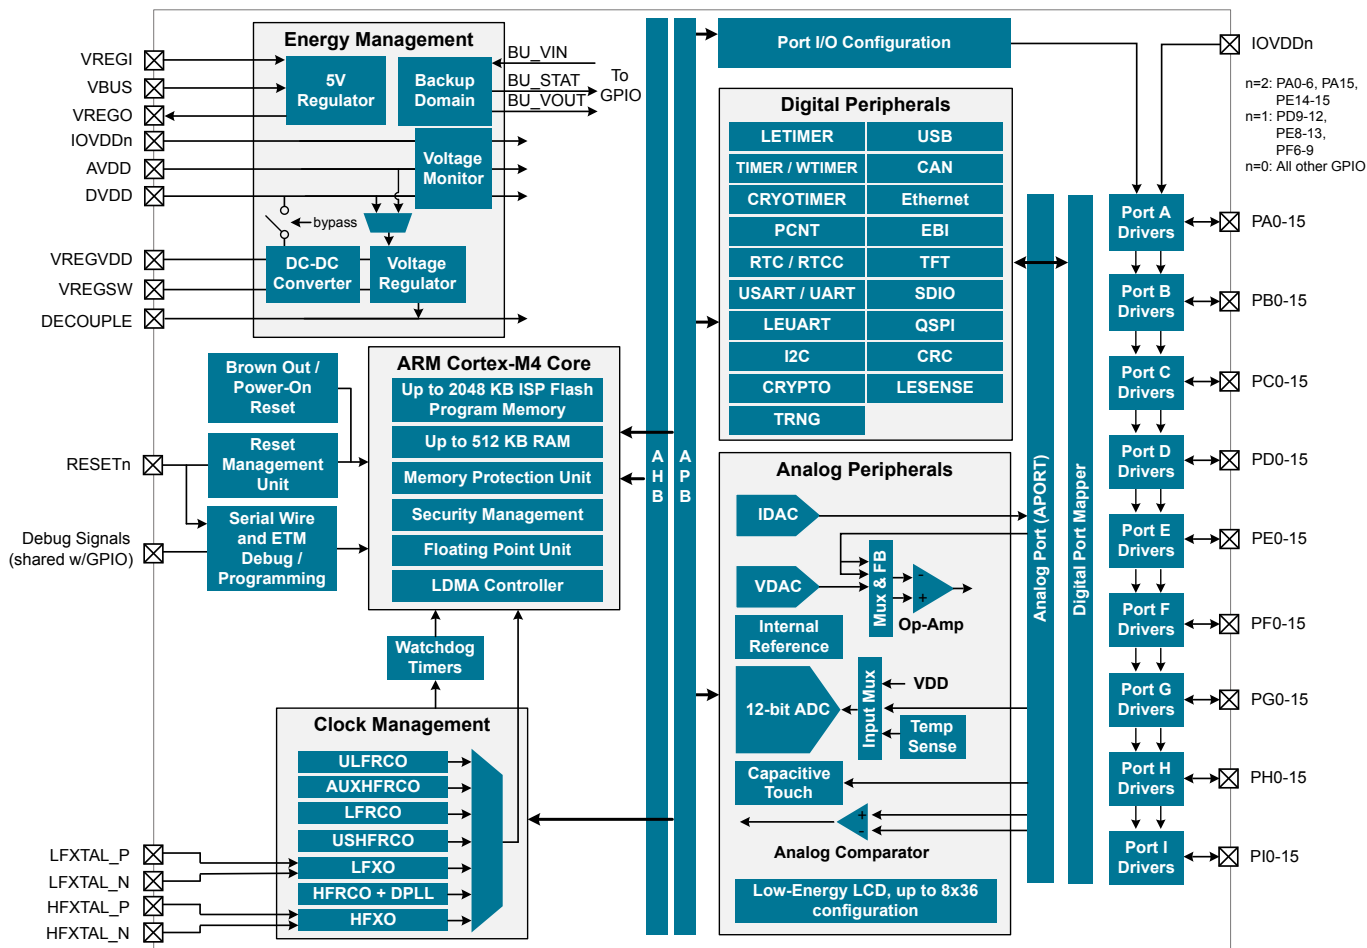 Energy Management
VREGI
VBUS
VREGO
IOVDDn
AVDD
DVDD
VREGVDD
VREGSW
DECOUPLE
5V
Regulator
Backup
Domain
BU_VIN
BU_STAT
BU_VOUT
To
GPIO
Voltage
Monitor
bypass
DC-DC
Converter
Voltage
Regulator
Brown Out /
Power-On
Reset
Reset
Management
Unit
Serial Wire
and ETM
Debug /
Programming
RESETn
Debug Signals
(shared w/GPIO)
ARM Cortex-M4 Core
Up to 2048 KB ISP Flash
Program Memory
Up to 512 KB RAM
Memory Protection Unit
Security Management
Floating Point Unit
LDMA Controller
Watchdog
Timers
Clock Management
ULFRCO
AUXHFRCO
LFRCO
USHFRCO
LFXO
HFRCO + DPLL
HFXO
LFXTAL_P
LFXTAL_N
HFXTAL_P
HFXTAL_N
A
H
B
A
P
B
Port I/O Configuration
Digital Peripherals
LETIMER
USB
TIMER / WTIMER
CAN
CRYOTIMER
Ethernet
PCNT
EBI
RTC / RTCC
TFT
USART / UART
SDIO
LEUART
QSPI
I2C
CRC
CRYPTO
LESENSE
TRNG
Analog Peripherals
IDAC
VDAC
Mux & FB
-
+
Op-Amp
Internal
Reference
12-bit ADC
Input Mux
VDD
Temp
Sense
Capacitive
Touch
+
-
Analog Comparator
Low-Energy LCD, up to 8x36
configuration
Analog Port (APORT)
Digital Port Mapper
IOVDDn
n=2: PA0-6, PA15,
PE14-15
n=1: PD9-12,
PE8-13,
PF6-9
n=0: All other GPIO
Port A
Drivers
PA0-15
Port B
Drivers
PB0-15
Port C
Drivers
PC0-15
Port D
Drivers
PD0-15
Port E
Drivers
PE0-15
Port F
Drivers
PF0-15
Port G
Drivers
PG0-15
Port H
Drivers
PH0-15
Port I
Drivers
PI0-15